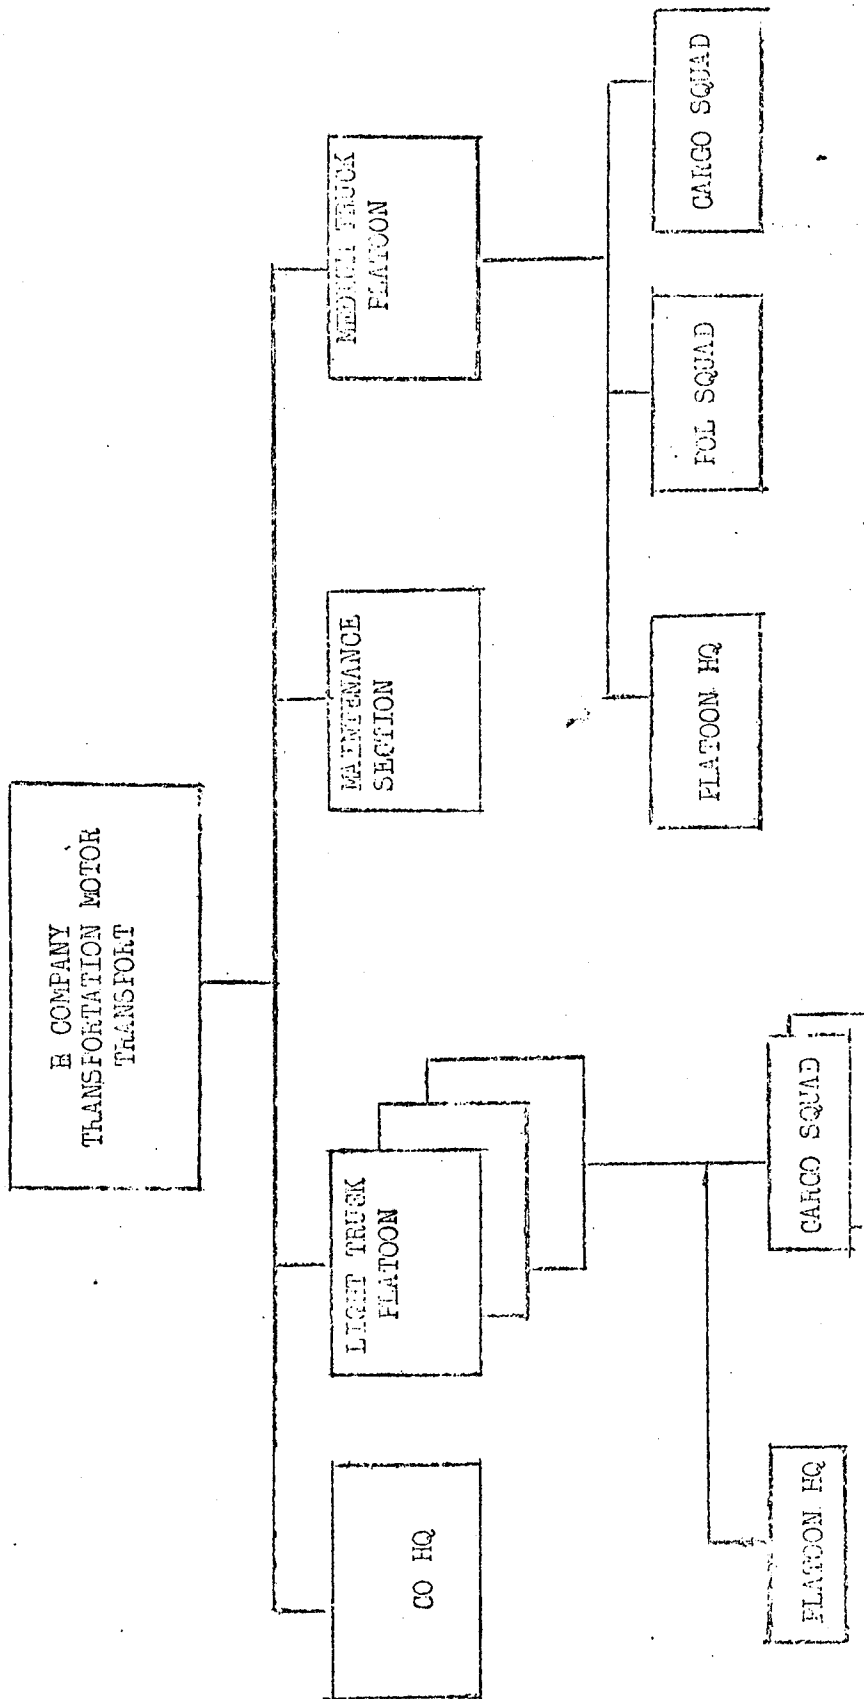 E COMPANY
TRANSPORTATION MOTOR
TRANSPORT
CO HQ
LIGHT TRUCK
PLATOON
MAINTENANCE
SECTION
MEDIUM TRUCK
PLATOON
PLATOON HQ
CARGO SQUAD
PLATOON HQ
POL SQUAD
CARGO SQUAD